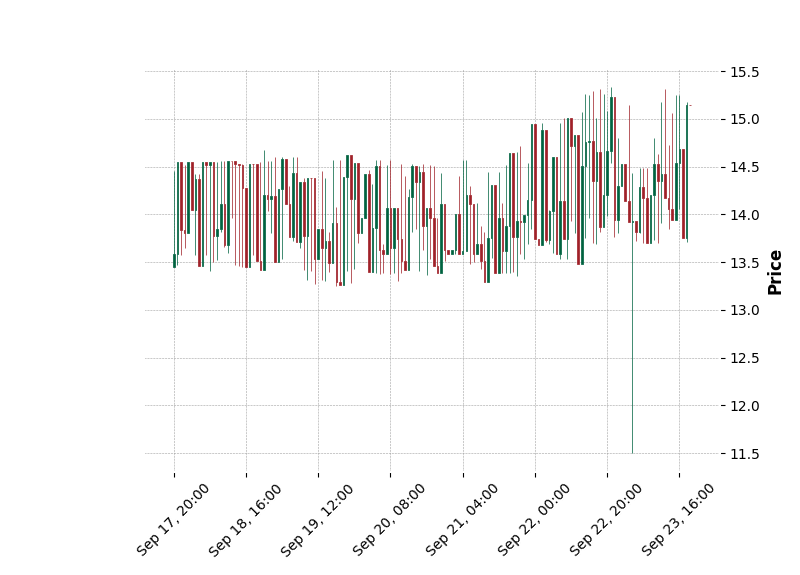 15.5
15.0
14.5
14.0
13.5
13.0
12.5
12.0
11.5
Price
Sep 17, 20:00
Sep 18, 16:00
Sep 19, 12:00
Sep 20, 08:00
Sep 21, 04:00
Sep 22, 00:00
Sep 22, 20:00
Sep 23, 16:00